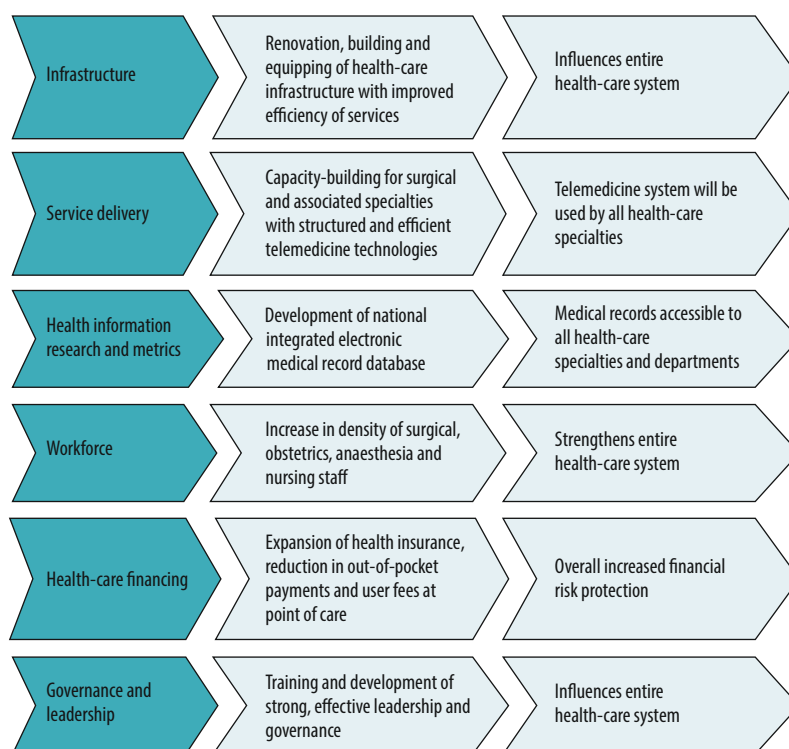 Infrastructure
Renovation, building and
equipping of health-care
infrastructure with improved
efficiency of services
Influences entire
health-care system
Service delivery
Capacity-building for surgical
and associated specialties
with structured and efficient
telemedicine technologies
Telemedicine system will be
used by all health-care
specialties
Health information
research and metrics
Development of national
integrated electronic
medical record database
Medical records accessible to
all health-care
specialties and departments
Workforce
Increase in density of surgical,
obstetrics, anaesthesia and
nursing staff
Strengthens entire
health-care system
Health-care financing
Expansion of health insurance,
reduction in out-of-pocket
payments and user fees at
point of care
Overall increased financial
risk protection
Governance and
leadership
Training and development of
strong, effective leadership and
governance
Influences entire
health-care system